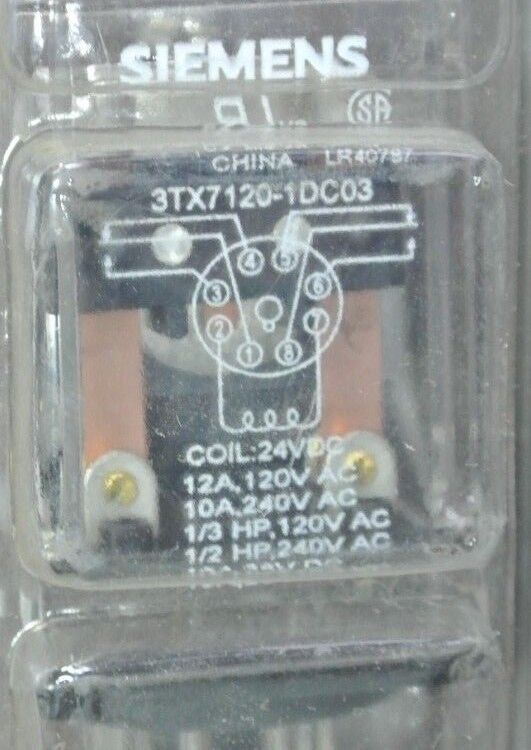 SIEMENS
CHINA LR40787
3TX7120-1DC03
4 5
3 6
2 7
1 8
COIL:24VDC
12A,120V AC
10A,240V AC
1/3 HP,120V AC
1/2 HP,240V AC